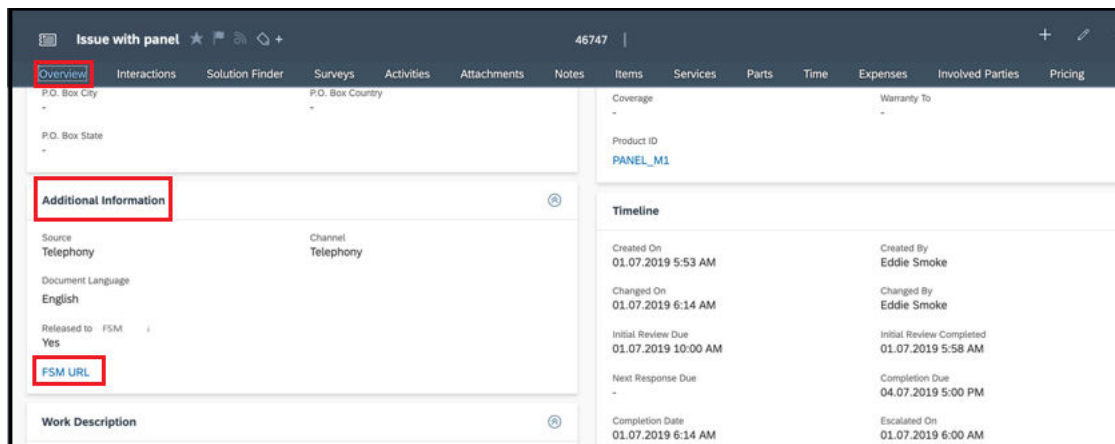 Issue with panel
46747
Overview Interactions Solution Finder Surveys Activities Attachments Notes Items Services Parts Time Expenses Involved Parties Pricing
P.O. Box City P.O. Box Country
- -
P.O. Box State
-
Coverage Warranty To
- -
Product ID
PANEL_M1
Additional Information
Source Channel
Telephony Telephony
Document Language
English
Released to FSM
Yes
FSM URL
Work Description
Timeline
Created On Created By
01.07.2019 5:53 AM Eddie Smoke
Changed On Changed By
01.07.2019 6:14 AM Eddie Smoke
Initial Review Due Initial Review Completed
01.07.2019 10:00 AM 01.07.2019 5:58 AM
Next Response Due Completion Due
- 04.07.2019 5:00 PM
Completion Date Escalated On
01.07.2019 6:14 AM 01.07.2019 6:00 AM